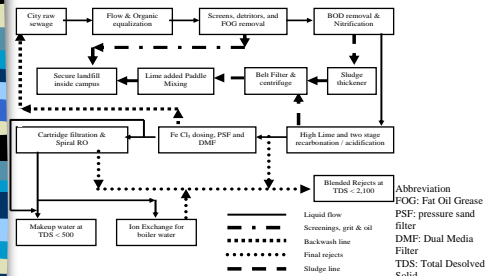 City raw
sewage
Flow & Organic
equalization
Screens, detritors, and
FOG removal
BOD removal &
Nitrification
Secure landfill
inside campus
Lime added Paddle
Mixing
Belt Filter &
centrifuge
Sludge
thickener
Cartridge filtration &
Spiral RO
Fe Cl3 dosing, PSF and
DMF
High Lime and two stage
recarbonation / acidification
Blended Rejects at
TDS < 2,100
Makeup water at
TDS < 500
Ion Exchange for
boiler water
Liquid flow
Screenings, grit & oil
Backwash line
Final rejects
Sludge line
Abbreviation
FOG: Fat Oil Grease
PSF: pressure sand
filter
DMF: Dual Media
Filter
TDS: Total Desolved
Solid